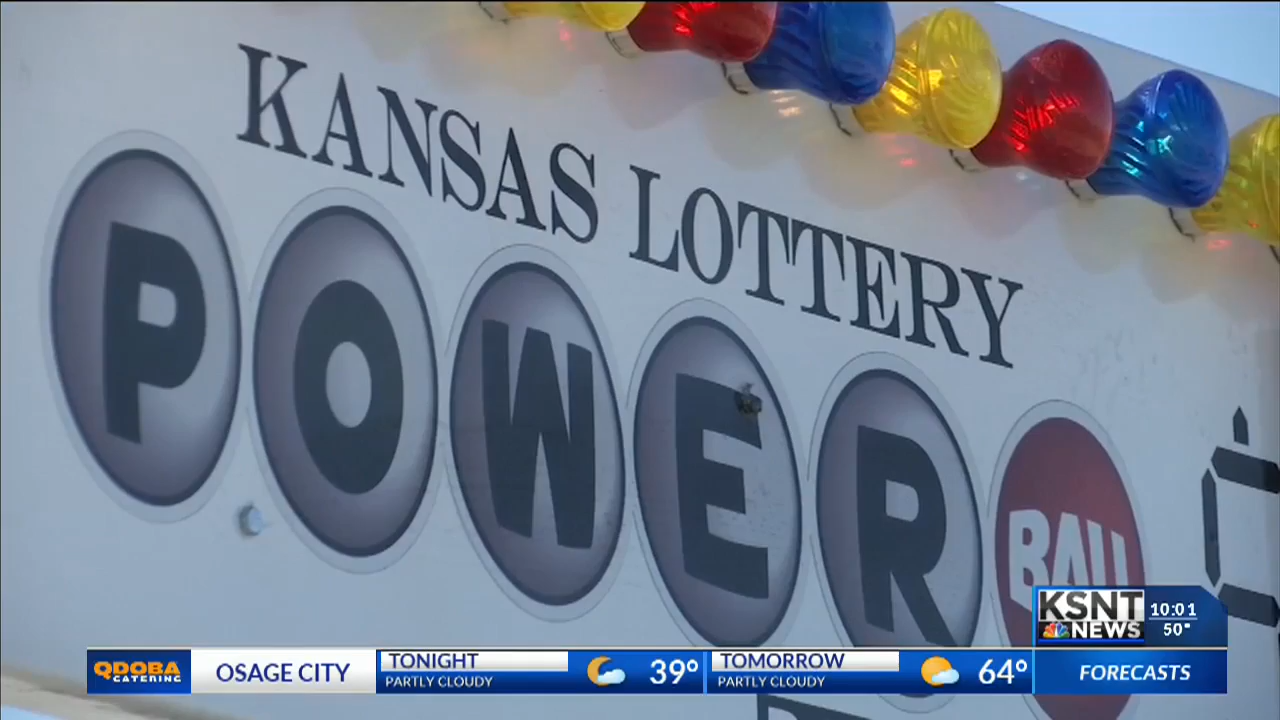 KANSAS LOTTERY
POWER
BALL
KSNT
NEWS
10:01
50°
QDOBA
CATERING
OSAGE CITY
TONIGHT
PARTLY CLOUDY
39°
TOMORROW
PARTLY CLOUDY
64°
FORECASTS